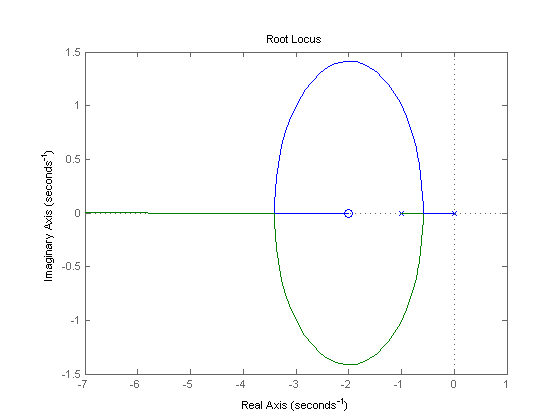 Root Locus
1.5
1
0.5
0
-0.5
-1
-1.5
-7 -6 -5 -4 -3 -2 -1 0 1
Real Axis (seconds⁻¹)
Imaginary Axis (seconds⁻¹)